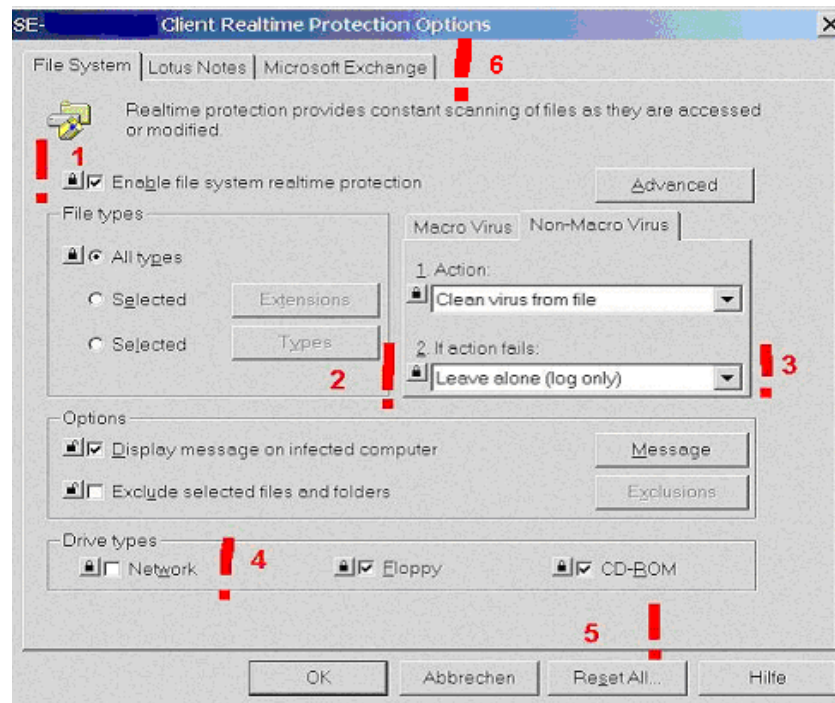 SE- Client Realtime Protection Options
File System Lotus Notes Microsoft Exchange 6
Realtime protection provides constant scanning of files as they are accessed
or modified.
1
Enable file system realtime protection Advanced
File types Macro Virus Non-Macro Virus
All types 1. Action:
Selected Extensions Clean virus from file
Selected Types 2. If action fails:
2 Leave alone (log only) 3
Options
Display message on infected computer Message
Exclude selected files and folders Exclusions
Drive types
Network 4 Floppy CD-ROM
5
OK Abbrechen Reset All... Hilfe